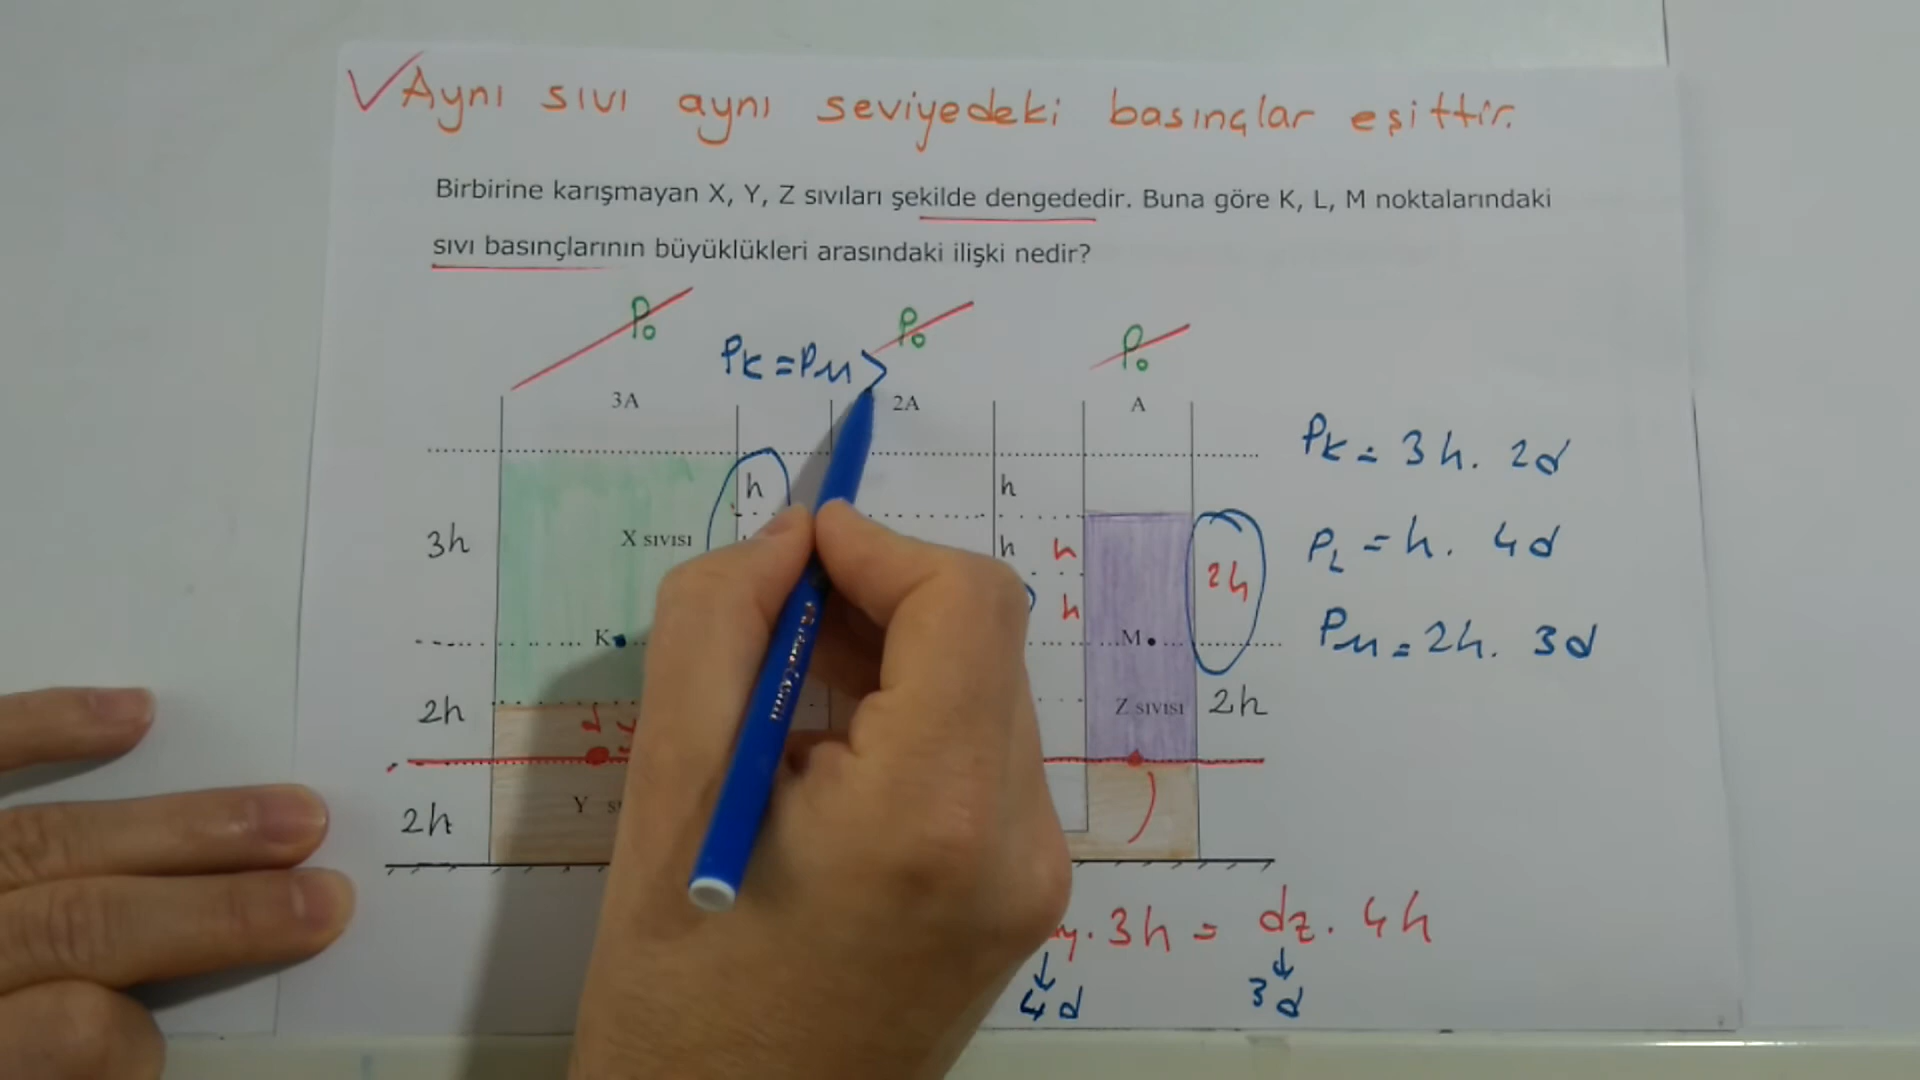 ✓Aynı sıvı aynı seviyedeki basınçlar eşittir.
Birbirine karışmayan X, Y, Z sıvıları şekilde dengededir. Buna göre K, L, M noktalarındaki
sıvı basınçlarının büyüklükleri arasındaki ilişki nedir?
P₀ P₀ P₀
PK = PM >
3A 2A A
PK = 3h. 2d
h h
3h X sıvısı h h 2h PL = h. 4d
h
K M PM = 2h. 3d
2h Z sıvısı 2h
2h Y
. 3h = dz. 4h
4d 3d